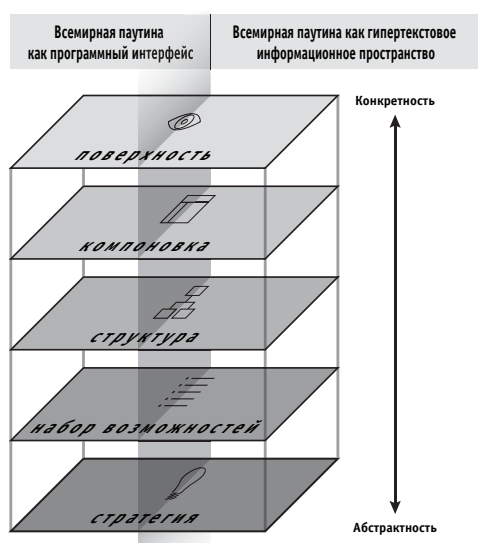 Всемирная паутина
как программный интерфейс
Всемирная паутина как гипертекстовое
информационное пространство
Конкретность
поверхность
компоновка
структура
набор возможностей
стратегия
Абстрактность